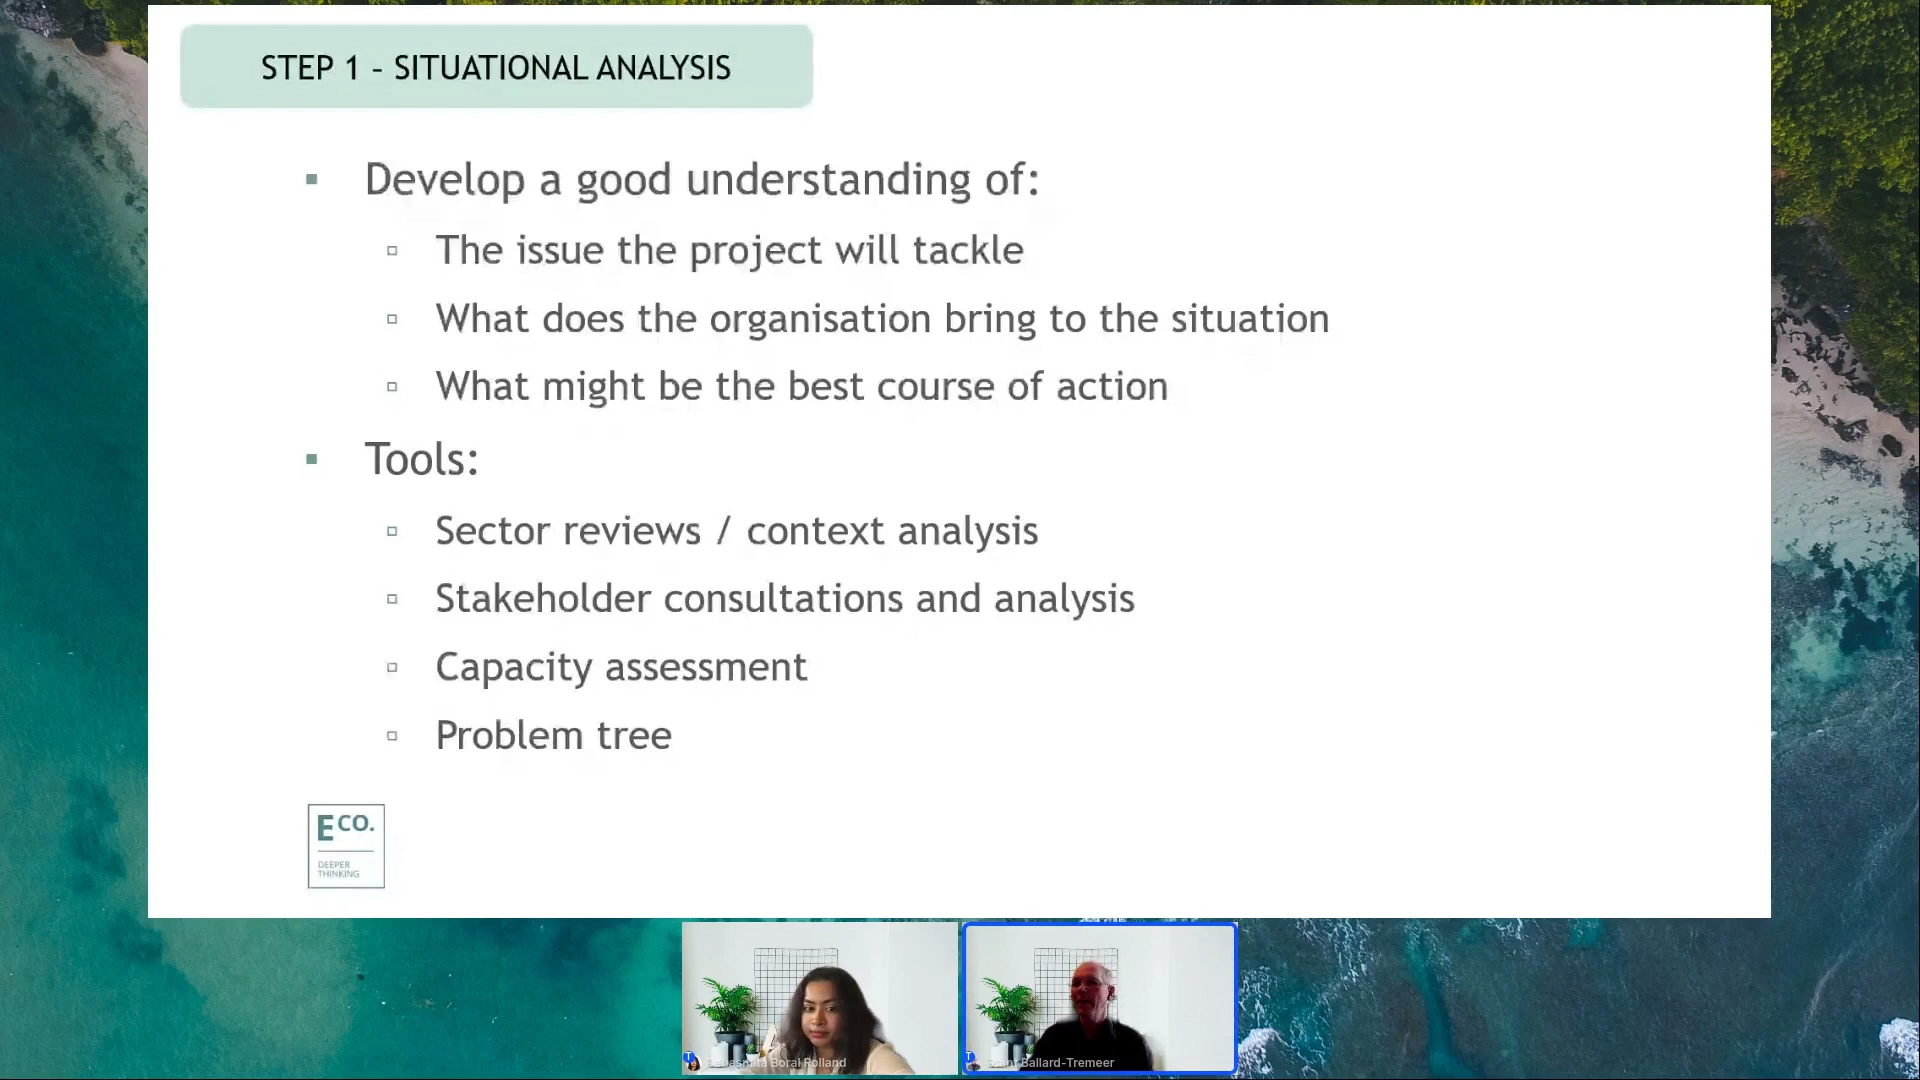 STEP 1 – SITUATIONAL ANALYSIS
Develop a good understanding of:
The issue the project will tackle
What does the organisation bring to the situation
What might be the best course of action
Tools:
Sector reviews / context analysis
Stakeholder consultations and analysis
Capacity assessment
Problem tree
ECO.
DEEPER
THINKING
Boral Rolland
Ballard-Tremeer